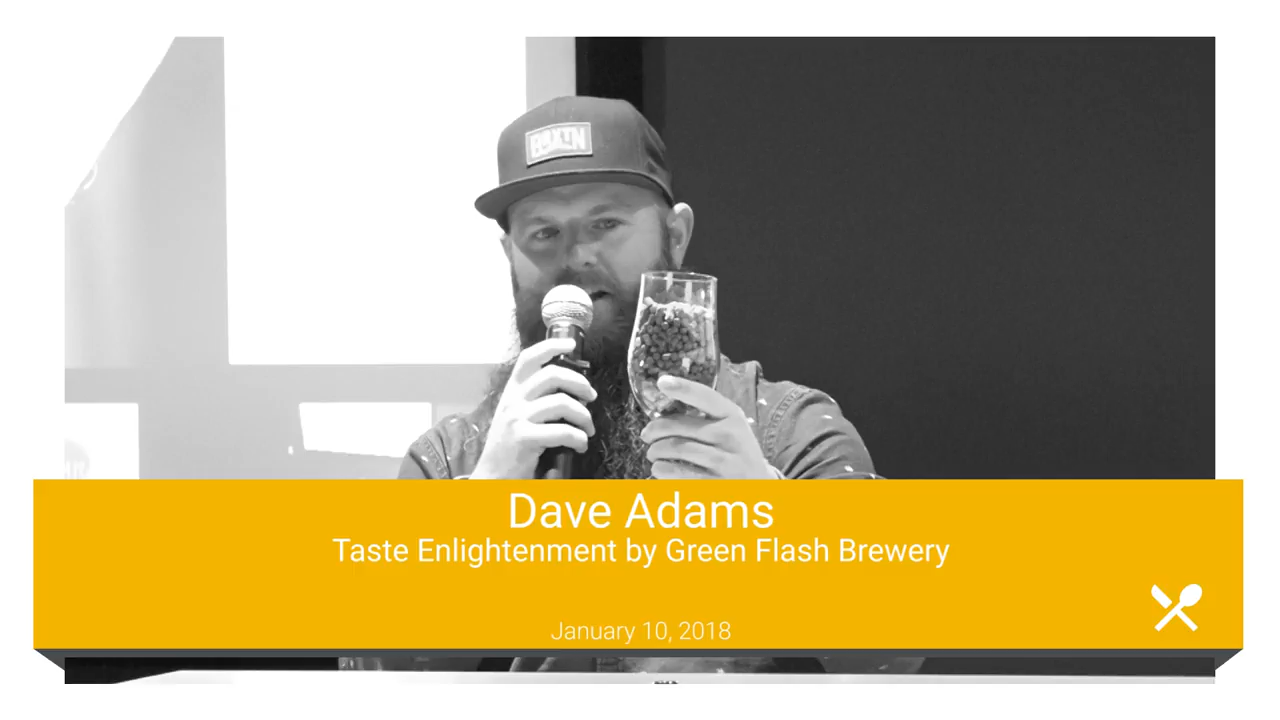 Dave Adams
Taste Enlightenment by Green Flash Brewery
January 10, 2018